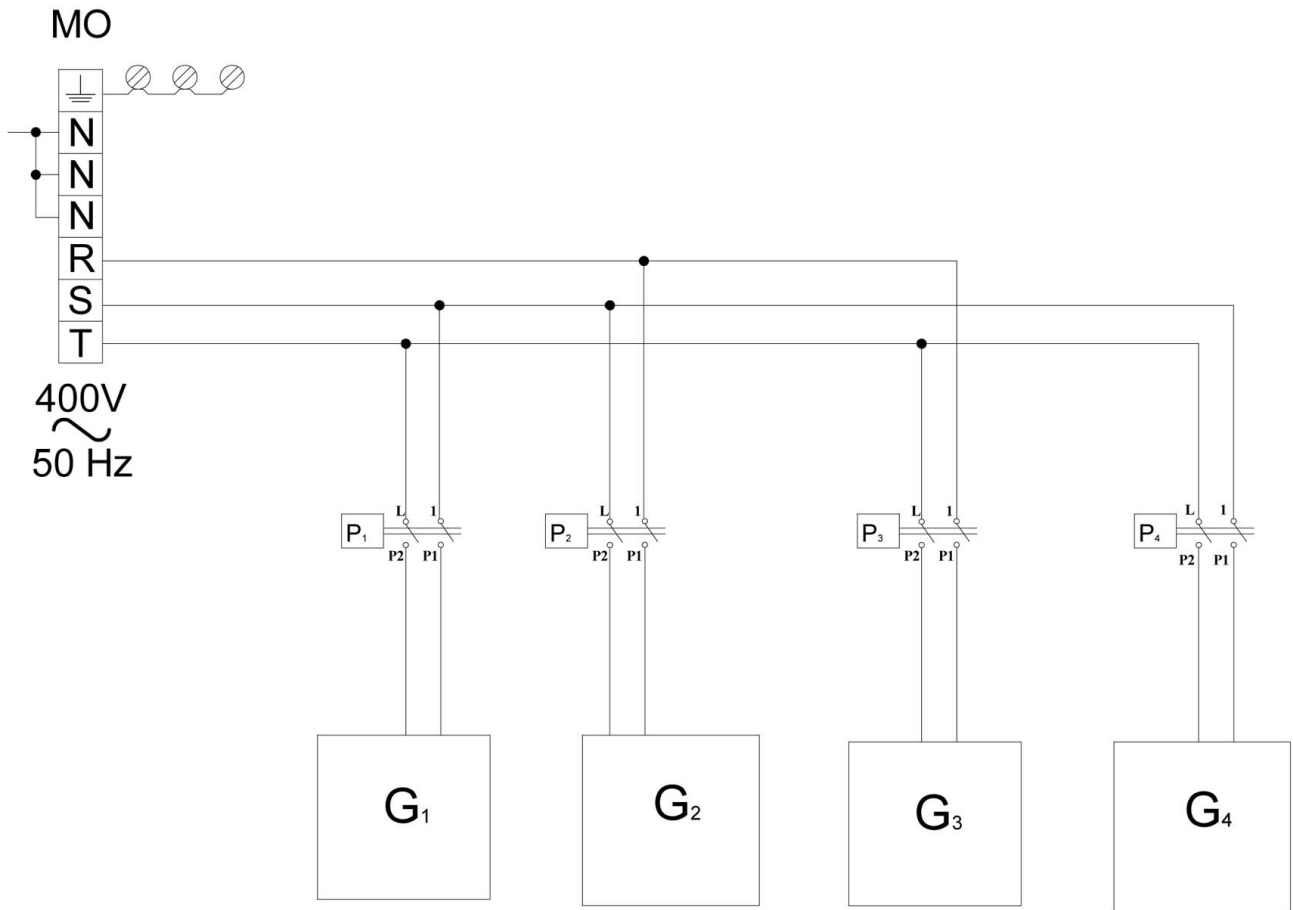 MO
N
N
N
R
S
T
400V
50 Hz
P₁ L 1
P2 P1
P₂ L 1
P2 P1
P₃ L 1
P2 P1
P₄ L 1
P2 P1
G₁
G₂
G₃
G₄